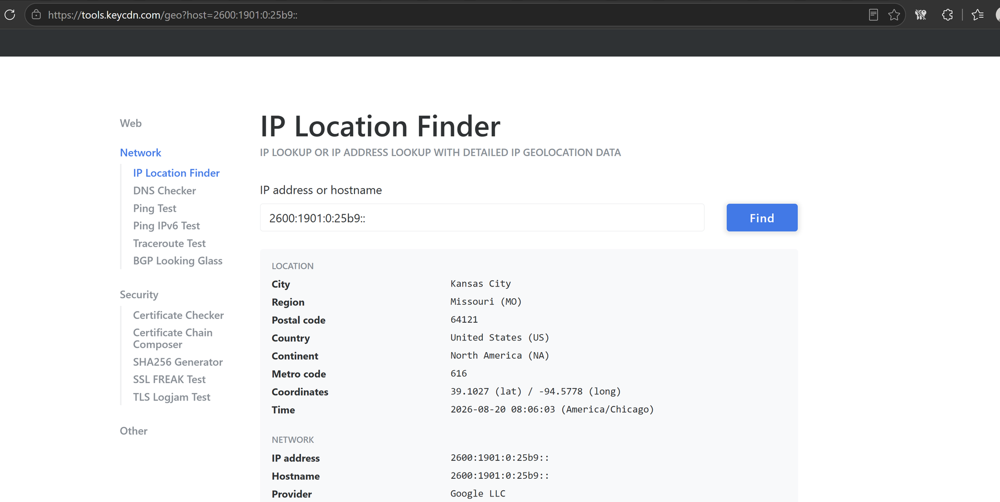 https://tools.keycdn.com/geo?host=2600:1901:0:25b9::
Web
Network
IP Location Finder
DNS Checker
Ping Test
Ping IPv6 Test
Traceroute Test
BGP Looking Glass
Security
Certificate Checker
Certificate Chain
Composer
SHA256 Generator
SSL FREAK Test
TLS Logjam Test
Other
IP Location Finder
IP LOOKUP OR IP ADDRESS LOOKUP WITH DETAILED IP GEOLOCATION DATA
IP address or hostname
2600:1901:0:25b9::
Find
LOCATION
City Kansas City
Region Missouri (MO)
Postal code 64121
Country United States (US)
Continent North America (NA)
Metro code 616
Coordinates 39.1027 (lat) / -94.5778 (long)
Time 2026-08-20 08:06:03 (America/Chicago)
NETWORK
IP address 2600:1901:0:25b9::
Hostname 2600:1901:0:25b9::
Provider Google LLC